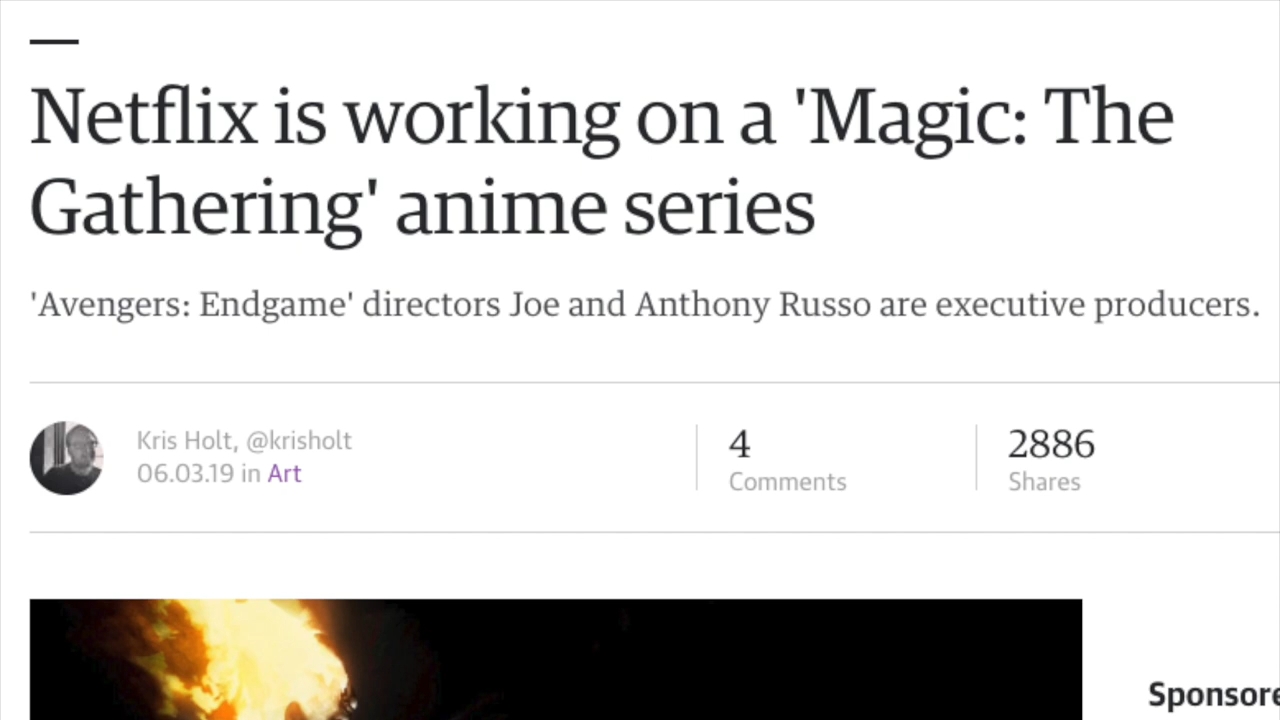 Netflix is working on a 'Magic: The
Gathering' anime series
'Avengers: Endgame' directors Joe and Anthony Russo are executive producers.
Kris Holt, @krisholt
06.03.19 in Art
4
Comments
2886
Shares
Sponsore